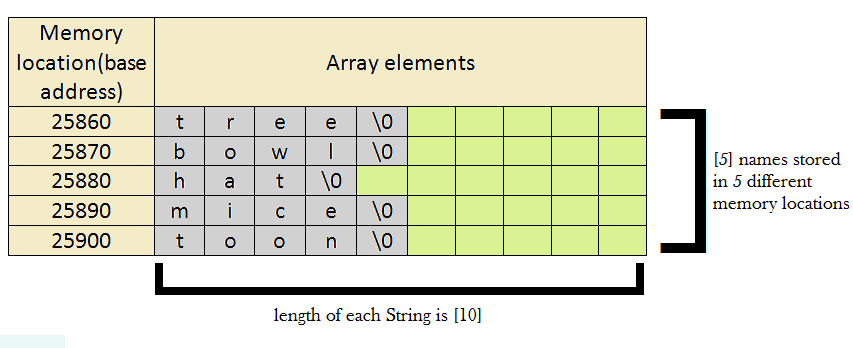 Memory
location(base
address)
Array elements
25860 t r e e \0
25870 b o w l \0
25880 h a t \0
25890 m i c e \0
25900 t o o n \0
[5] names stored
in 5 different
memory locations
length of each String is [10]